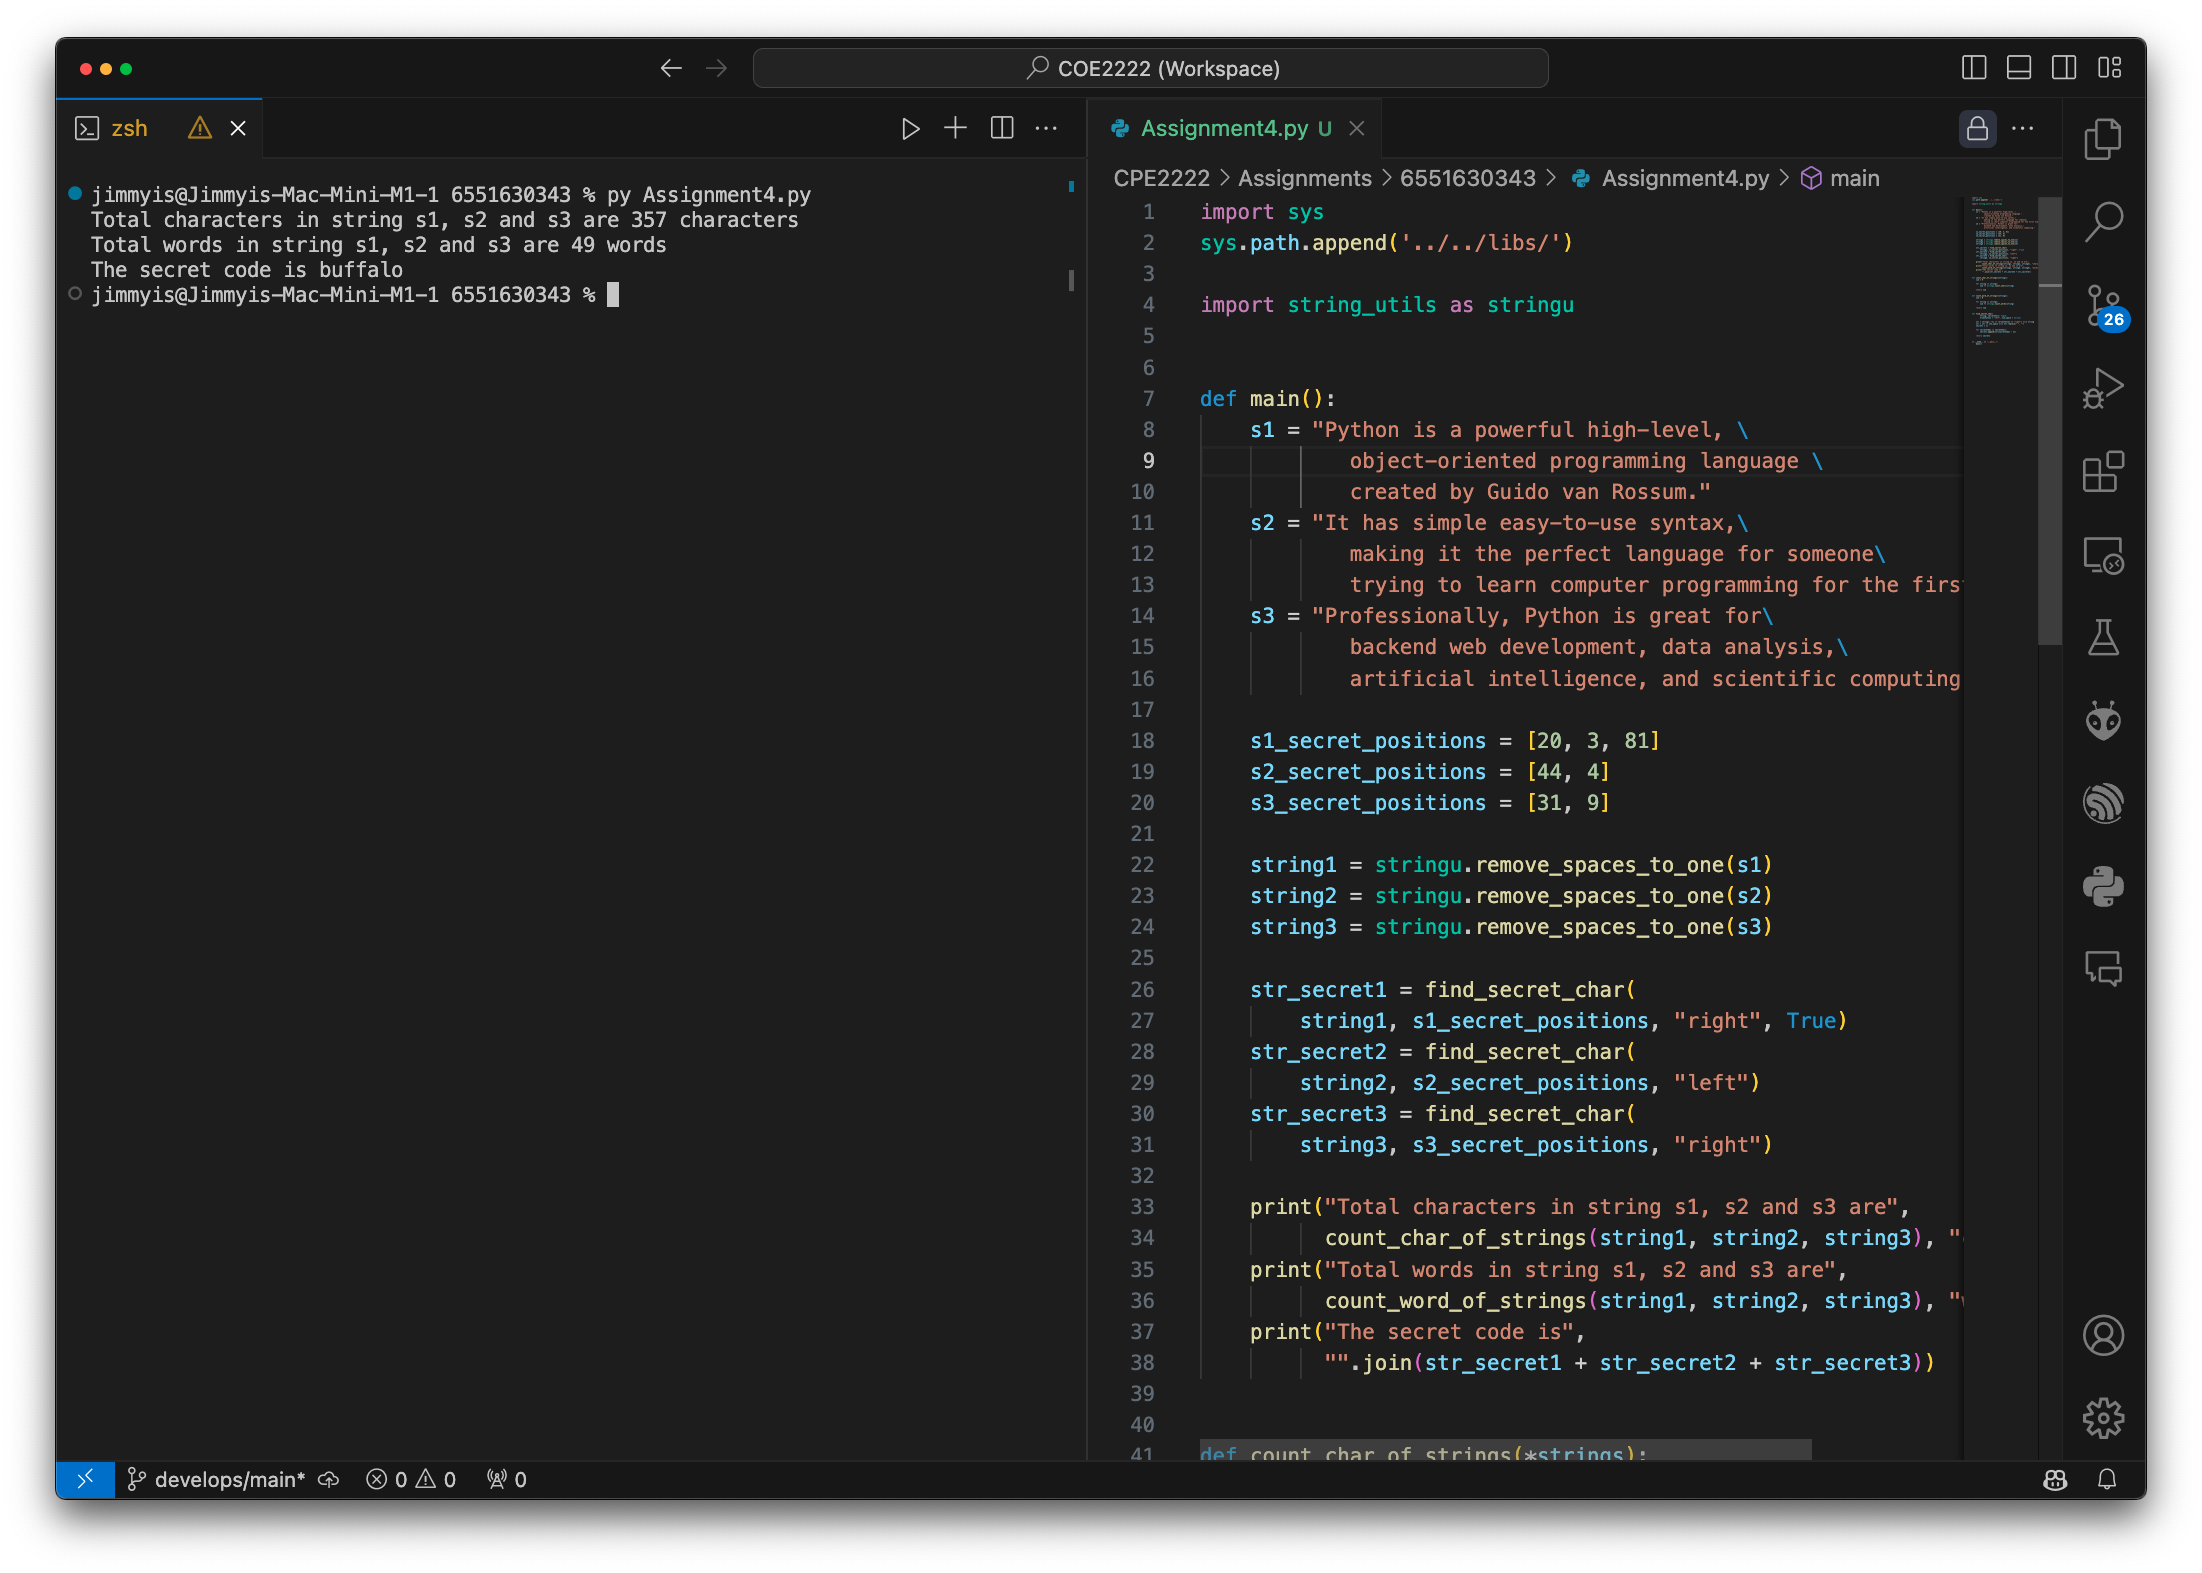 COE2222 (Workspace)
zsh
jimmyis@Jimmyis-Mac-Mini-M1-1 6551630343 % py Assignment4.py
Total characters in string s1, s2 and s3 are 357 characters
Total words in string s1, s2 and s3 are 49 words
The secret code is buffalo
jimmyis@Jimmyis-Mac-Mini-M1-1 6551630343 %
Assignment4.py U
CPE2222 > Assignments > 6551630343 > Assignment4.py > main
1 import sys
2 sys.path.append('../../libs/')
3
4 import string_utils as stringu
5
6
7 def main():
8 s1 = "Python is a powerful high-level, \
9 object-oriented programming language \
10 created by Guido van Rossum."
11 s2 = "It has simple easy-to-use syntax,\
12 making it the perfect language for someone\
13 trying to learn computer programming for the firs
14 s3 = "Professionally, Python is great for\
15 backend web development, data analysis,\
16 artificial intelligence, and scientific computing
17
18 s1_secret_positions = [20, 3, 81]
19 s2_secret_positions = [44, 4]
20 s3_secret_positions = [31, 9]
21
22 string1 = stringu.remove_spaces_to_one(s1)
23 string2 = stringu.remove_spaces_to_one(s2)
24 string3 = stringu.remove_spaces_to_one(s3)
25
26 str_secret1 = find_secret_char(
27 string1, s1_secret_positions, "right", True)
28 str_secret2 = find_secret_char(
29 string2, s2_secret_positions, "left")
30 str_secret3 = find_secret_char(
31 string3, s3_secret_positions, "right")
32
33 print("Total characters in string s1, s2 and s3 are",
34 count_char_of_strings(string1, string2, string3), "
35 print("Total words in string s1, s2 and s3 are",
36 count_word_of_strings(string1, string2, string3), "
37 print("The secret code is",
38 "".join(str_secret1 + str_secret2 + str_secret3))
39
40
41 def count_char_of_strings(*strings):
26
develops/main* 0 0 0